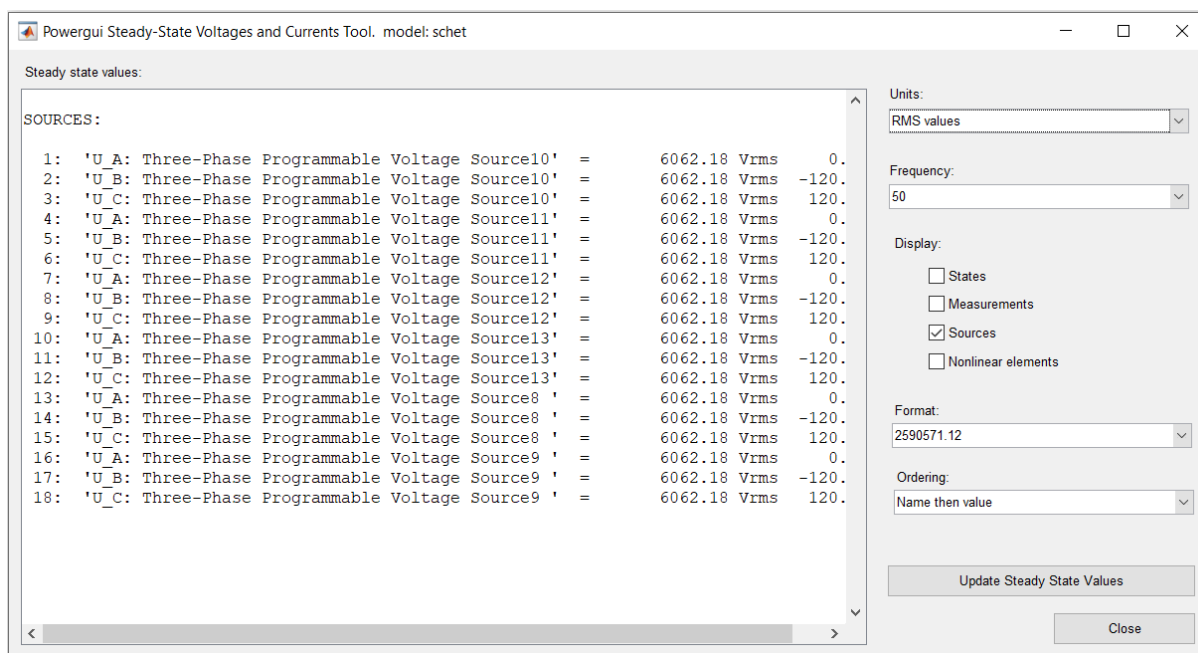 Powergui Steady-State Voltages and Currents Tool.  model: schet
Steady state values:
SOURCES:
1:  'U_A: Three-Phase Programmable Voltage Source10'  =  6062.18 Vrms  0.
2:  'U_B: Three-Phase Programmable Voltage Source10'  =  6062.18 Vrms  -120.
3:  'U_C: Three-Phase Programmable Voltage Source10'  =  6062.18 Vrms  120.
4:  'U_A: Three-Phase Programmable Voltage Source11'  =  6062.18 Vrms  0.
5:  'U_B: Three-Phase Programmable Voltage Source11'  =  6062.18 Vrms  -120.
6:  'U_C: Three-Phase Programmable Voltage Source11'  =  6062.18 Vrms  120.
7:  'U_A: Three-Phase Programmable Voltage Source12'  =  6062.18 Vrms  0.
8:  'U_B: Three-Phase Programmable Voltage Source12'  =  6062.18 Vrms  -120.
9:  'U_C: Three-Phase Programmable Voltage Source12'  =  6062.18 Vrms  120.
10:  'U_A: Three-Phase Programmable Voltage Source13'  =  6062.18 Vrms  0.
11:  'U_B: Three-Phase Programmable Voltage Source13'  =  6062.18 Vrms  -120.
12:  'U_C: Three-Phase Programmable Voltage Source13'  =  6062.18 Vrms  120.
13:  'U_A: Three-Phase Programmable Voltage Source8 '  =  6062.18 Vrms  0.
14:  'U_B: Three-Phase Programmable Voltage Source8 '  =  6062.18 Vrms  -120.
15:  'U_C: Three-Phase Programmable Voltage Source8 '  =  6062.18 Vrms  120.
16:  'U_A: Three-Phase Programmable Voltage Source9 '  =  6062.18 Vrms  0.
17:  'U_B: Three-Phase Programmable Voltage Source9 '  =  6062.18 Vrms  -120.
18:  'U_C: Three-Phase Programmable Voltage Source9 '  =  6062.18 Vrms  120.
Units:
RMS values
Frequency:
50
Display:
States
Measurements
Sources
Nonlinear elements
Format:
2590571.12
Ordering:
Name then value
Update Steady State Values
Close